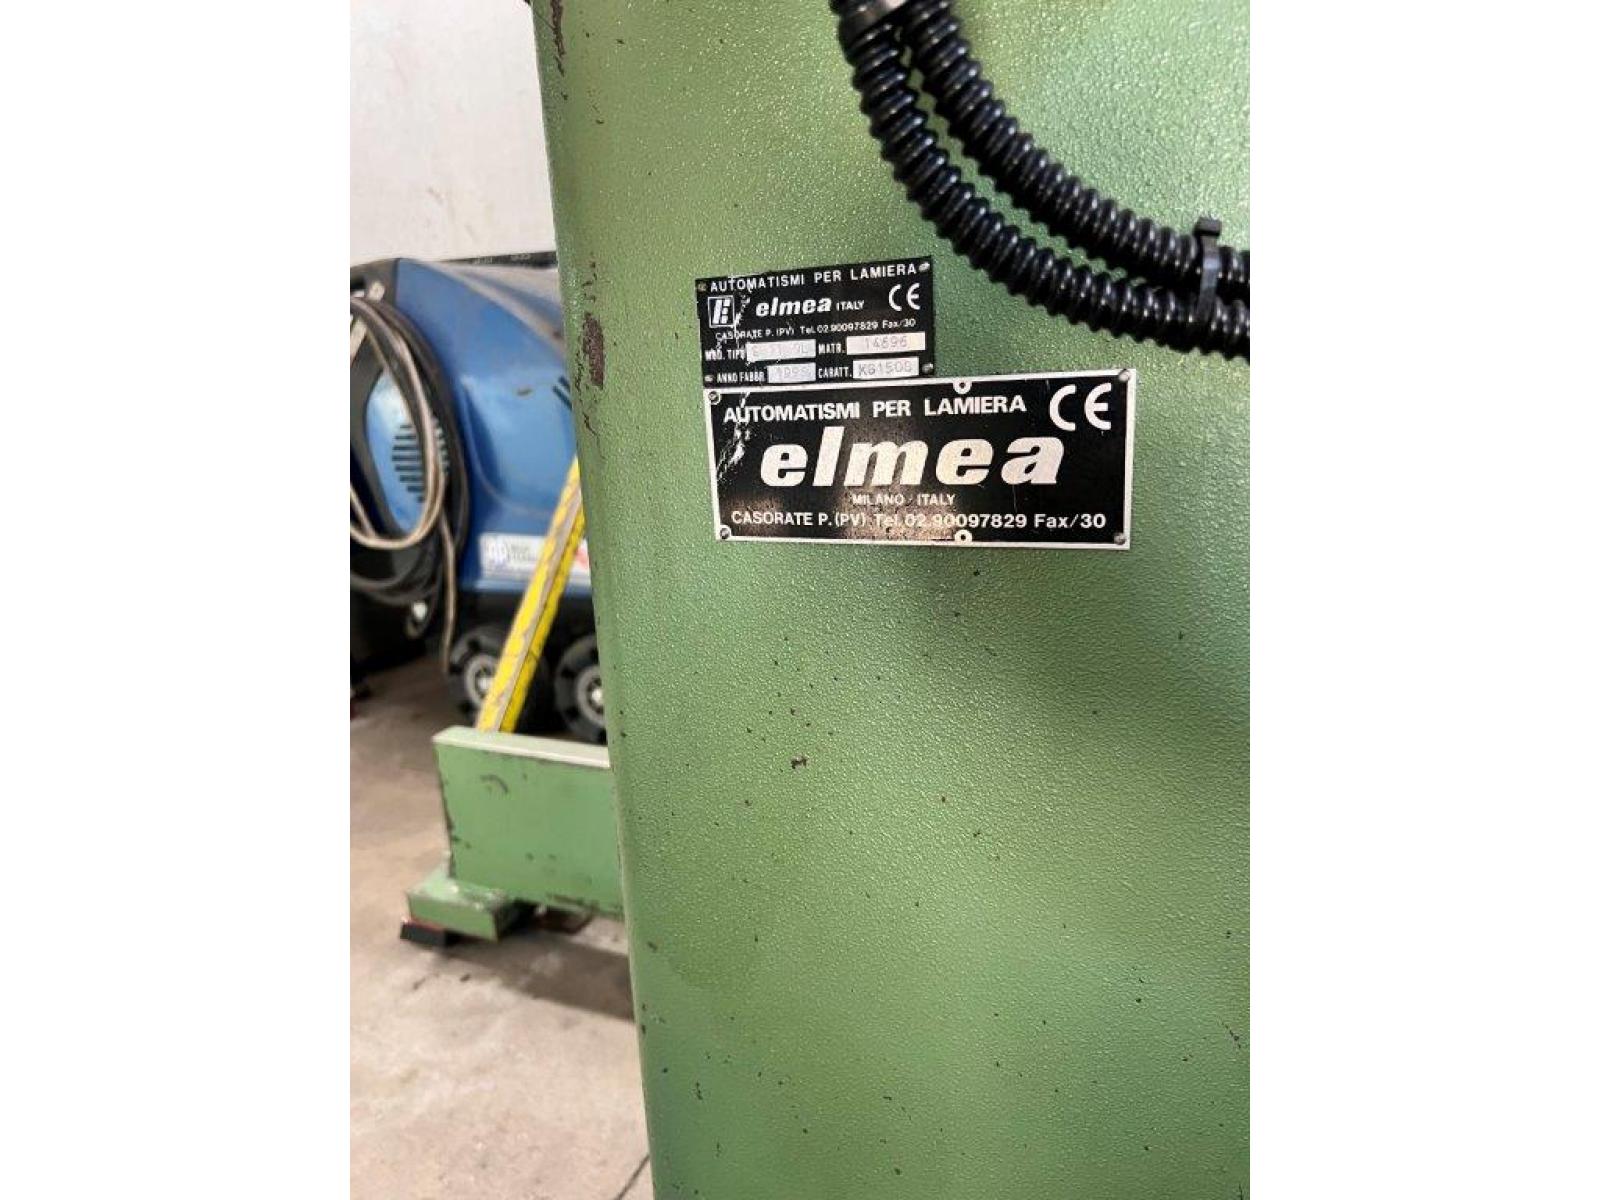 AUTOMATISMI PER LAMIERA
elmea ITALY CE
CASORATE P. (PV) Tel.02.90097829 Fax/30
MOD. TIPO MATR. 14696
ANNO FABBR. CARATT. KG1500
AUTOMATISMI PER LAMIERA CE
elmea
MILANO ITALY
CASORATE P. (PV) Tel.02.90097829 Fax/30